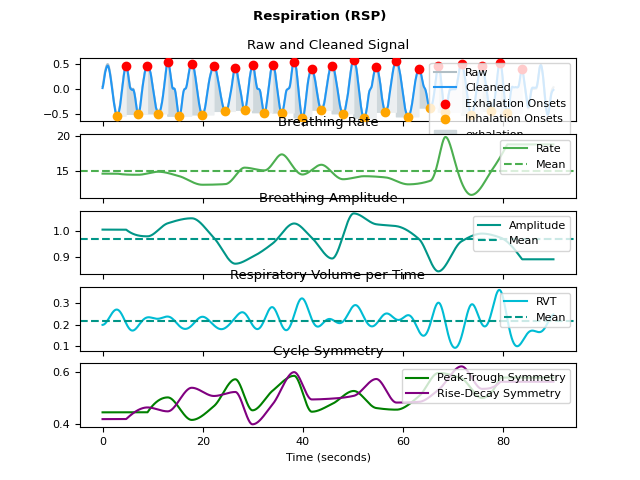 Respiration (RSP)
Raw and Cleaned Signal
0.5
0.0
−0.5
Raw
Cleaned
Exhalation Onsets
Inhalation Onsets
exhalation
Breathing Rate
20
15
Rate
Mean
Breathing Amplitude
1.0
0.9
Amplitude
Mean
Respiratory Volume per Time
0.3
0.2
0.1
RVT
Mean
Cycle Symmetry
0.6
0.4
Peak-Trough Symmetry
Rise-Decay Symmetry
0
20
40
60
80
Time (seconds)